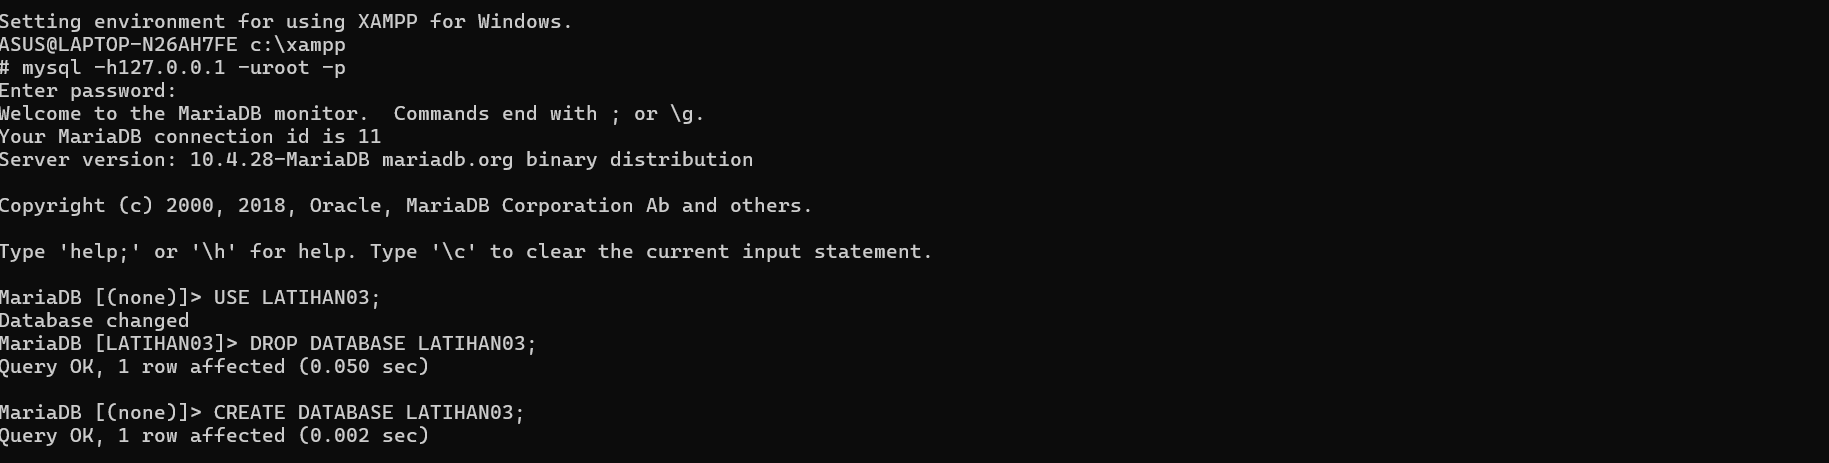 Setting environment for using XAMPP for Windows.
ASUS@LAPTOP-N26AH7FE c:\xampp
# mysql -h127.0.0.1 -uroot -p
Enter password:
Welcome to the MariaDB monitor.  Commands end with ; or \g.
Your MariaDB connection id is 11
Server version: 10.4.28-MariaDB mariadb.org binary distribution
Copyright (c) 2000, 2018, Oracle, MariaDB Corporation Ab and others.
Type 'help;' or '\h' for help. Type '\c' to clear the current input statement.
MariaDB [(none)]> USE LATIHAN03;
Database changed
MariaDB [LATIHAN03]> DROP DATABASE LATIHAN03;
Query OK, 1 row affected (0.050 sec)
MariaDB [(none)]> CREATE DATABASE LATIHAN03;
Query OK, 1 row affected (0.002 sec)